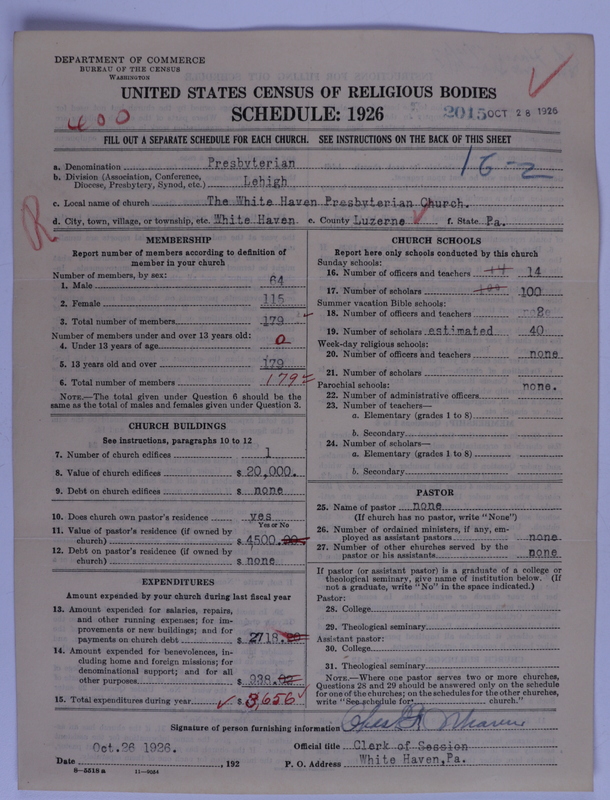 DEPARTMENT OF COMMERCE
BUREAU OF THE CENSUS
WASHINGTON
UNITED STATES CENSUS OF RELIGIOUS BODIES
SCHEDULE: 1926
400
2015 OCT 28 1926
FILL OUT A SEPARATE SCHEDULE FOR EACH CHURCH. SEE INSTRUCTIONS ON THE BACK OF THIS SHEET
16-2
a. Denomination Presbyterian
b. Division (Association, Conference, Diocese, Presbytery, Synod, etc.) Lehigh
c. Local name of church The White Haven Presbyterian Church.
d. City, town, village, or township, etc. White Haven. e. County Luzerne f. State Pa.
R
MEMBERSHIP
Report number of members according to definition of
member in your church
Number of members, by sex:
1. Male 64
2. Female 115
3. Total number of members 179
Number of members under and over 13 years old:
4. Under 13 years of age 0
5. 13 years old and over 179
6. Total number of members 179
NOTE.—The total given under Question 6 should be the
same as the total of males and females given under Question 3.
CHURCH BUILDINGS
See instructions, paragraphs 10 to 12
7. Number of church edifices 1
8. Value of church edifices $ 20,000.
9. Debt on church edifices $ none
10. Does church own pastor's residence yes
Yes or No
11. Value of pastor's residence (if owned by
church) $ 4500.00
12. Debt on pastor's residence (if owned by
church) $ none
EXPENDITURES
Amount expended by your church during last fiscal year
13. Amount expended for salaries, repairs,
and other running expenses; for im-
provements or new buildings; and for
payments on church debt $ 2718.
14. Amount expended for benevolences, in-
cluding home and foreign missions; for
denominational support; and for all
other purposes $ 938.
15. Total expenditures during year $ 3,656
CHURCH SCHOOLS
Report here only schools conducted by this church
Sunday schools:
16. Number of officers and teachers 14
17. Number of scholars 100
Summer vacation Bible schools:
18. Number of officers and teachers 8
19. Number of scholars estimated 40
Week-day religious schools:
20. Number of officers and teachers none
21. Number of scholars
Parochial schools: none.
22. Number of administrative officers
23. Number of teachers—
a. Elementary (grades 1 to 8)
b. Secondary
24. Number of scholars—
a. Elementary (grades 1 to 8)
b. Secondary
PASTOR
25. Name of pastor none
(If church has no pastor, write "None")
26. Number of ordained ministers, if any, em-
ployed as assistant pastors none
27. Number of other churches served by the
pastor or his assistants none
If pastor (or assistant pastor) is a graduate of a college or
theological seminary, give name of institution below. (If
not a graduate, write "No" in the space indicated.)
Pastor:
28. College
29. Theological seminary
Assistant pastor:
30. College
31. Theological seminary
NOTE.—Where one pastor serves two or more churches,
Questions 28 and 29 should be answered only on the schedule
for one of the churches; on the schedules for the other churches,
write "See schedule for church."
Signature of person furnishing information
Oct.26 1926. Official title Clerk of Session
Date , 192 P. O. Address White Haven,Pa.
8—5518 a 11—9054